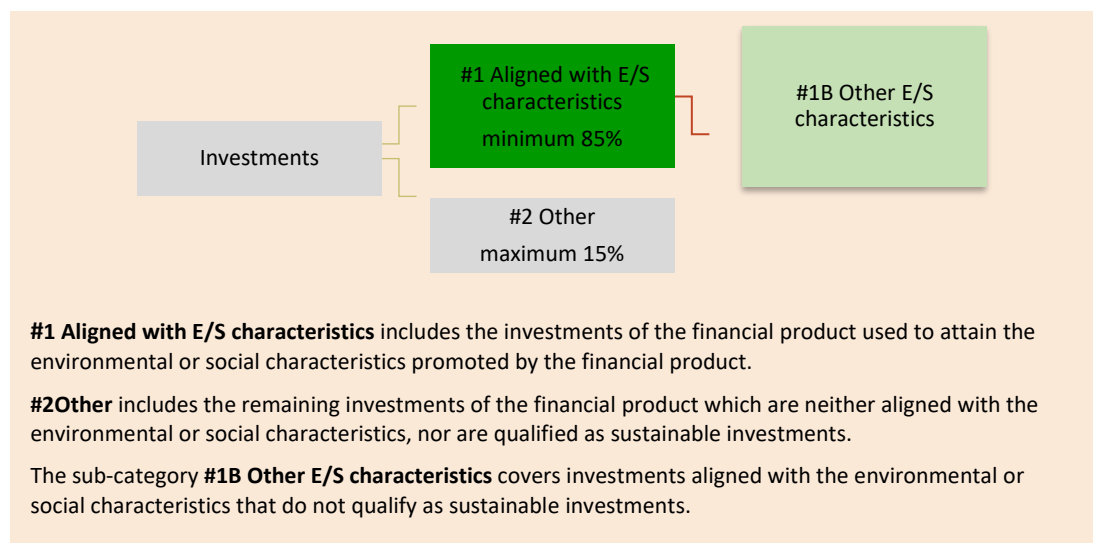 Investments
#1 Aligned with E/S
characteristics
minimum 85%
#1B Other E/S
characteristics
#2 Other
maximum 15%
#1 Aligned with E/S characteristics includes the investments of the financial product used to attain the
environmental or social characteristics promoted by the financial product.
#2Other includes the remaining investments of the financial product which are neither aligned with the
environmental or social characteristics, nor are qualified as sustainable investments.
The sub-category #1B Other E/S characteristics covers investments aligned with the environmental or
social characteristics that do not qualify as sustainable investments.